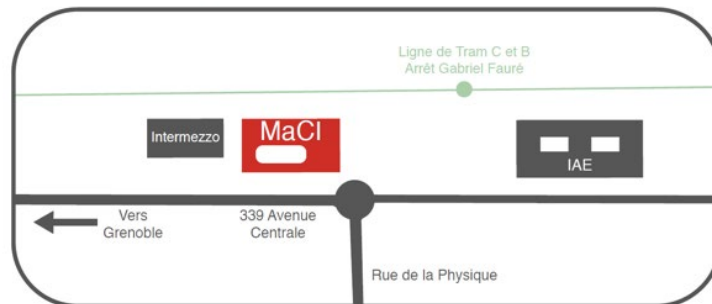 Ligne de Tram C et B
Arrêt Gabriel Fauré
Intermezzo
MaCI
IAE
Vers
Grenoble
339 Avenue
Centrale
Rue de la Physique